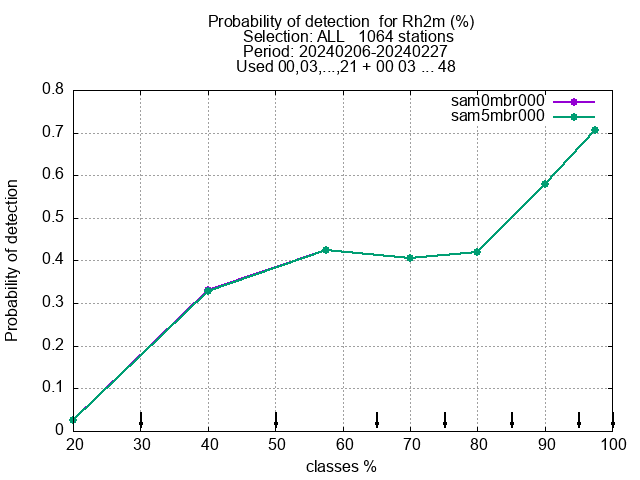 Probability of detection  for Rh2m (%)
Selection: ALL   1064 stations
Period: 20240206-20240227
Used 00,03,...,21 + 00 03 ... 48
sam0mbr000
sam5mbr000
0.8
0.7
0.6
0.5
0.4
0.3
0.2
0.1
0
Probability of detection
20 30 40 50 60 70 80 90 100
classes %